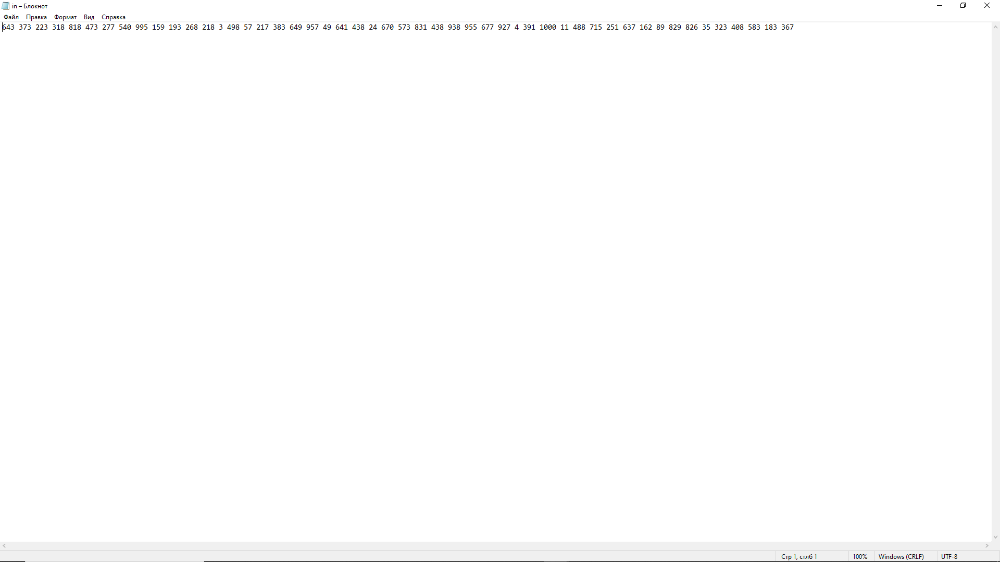 in – Блокнот
Файл Правка Формат Вид Справка
643 373 223 318 818 473 277 540 995 159 193 268 218 3 498 57 217 383 649 957 49 641 438 24 670 573 831 438 938 955 677 927 4 391 1000 11 488 715 251 637 162 89 829 826 35 323 408 583 183 367
Стр 1, стлб 1 100% Windows (CRLF) UTF-8